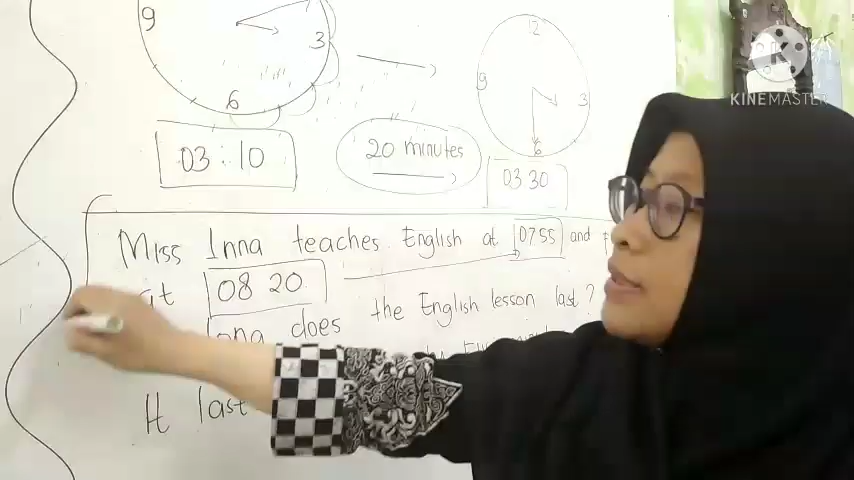 9
3
6
12
9
3
6
03:10
20 minutes
03 30
KINEMASTER
Miss Inna teaches English at 07 55 and
at 08 20
does the English lesson last?
It last